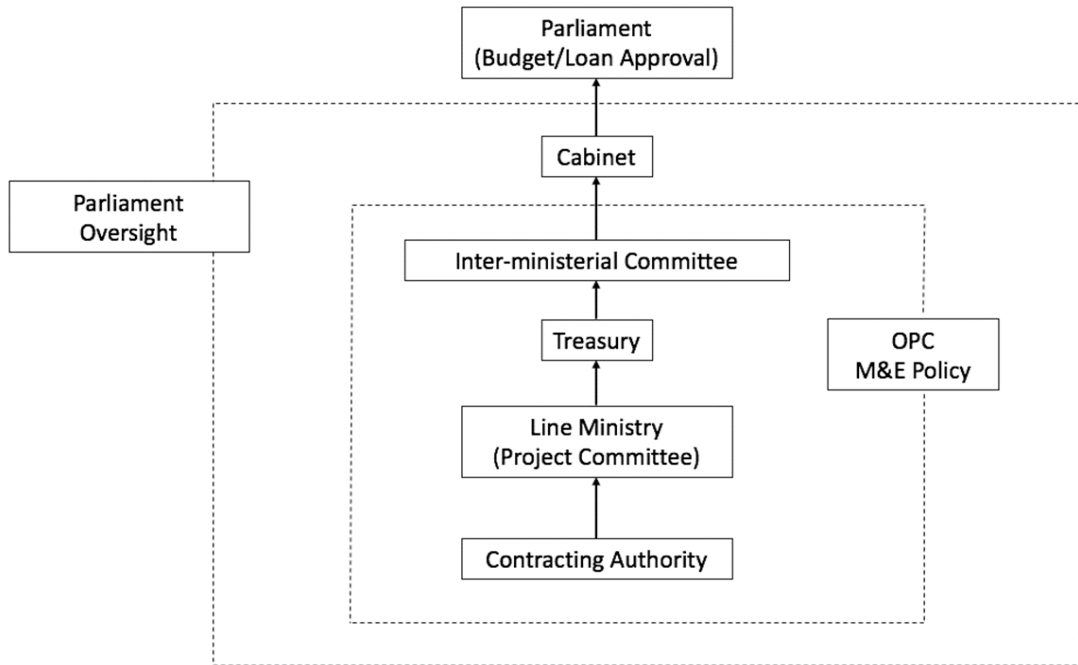 Parliament
(Budget/Loan Approval)
Cabinet
Parliament
Oversight
Inter-ministerial Committee
Treasury
OPC
M&E Policy
Line Ministry
(Project Committee)
Contracting Authority